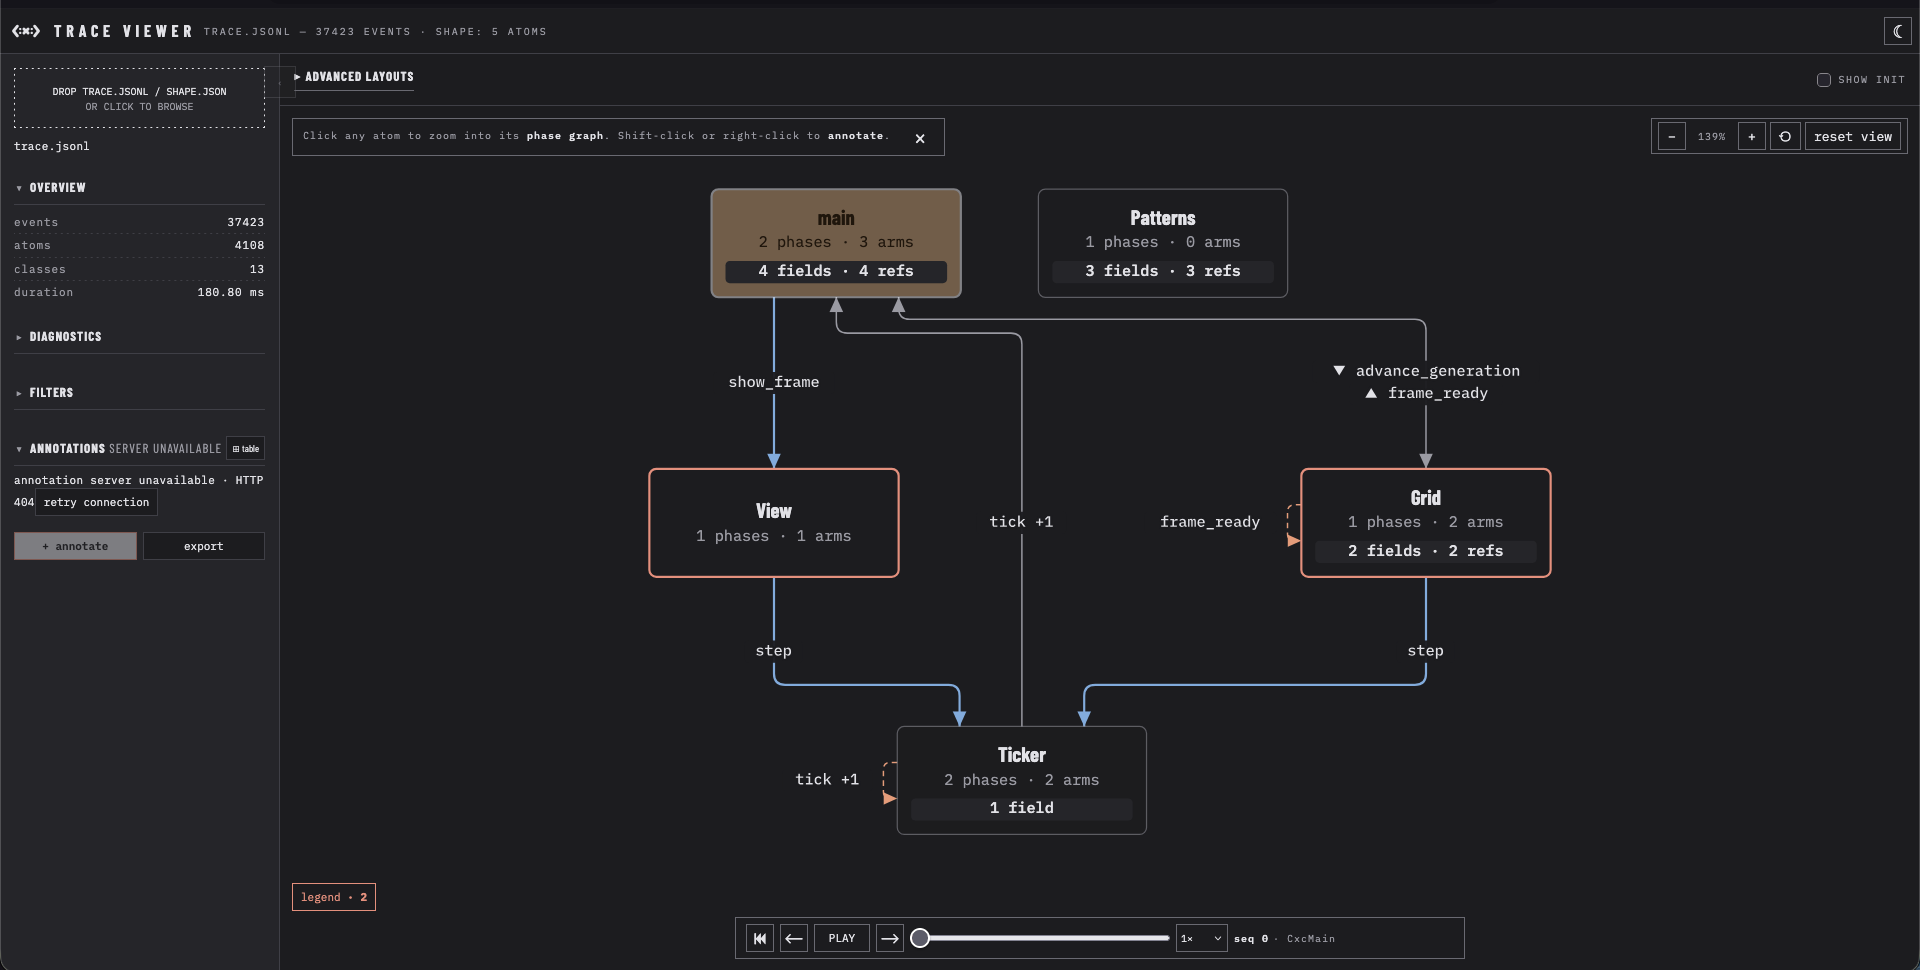 TRACE VIEWER TRACE.JSONL — 37423 EVENTS · SHAPE: 5 ATOMS
DROP TRACE.JSONL / SHAPE.JSON
OR CLICK TO BROWSE
trace.jsonl
▾ OVERVIEW
events 37423
atoms 4108
classes 13
duration 180.80 ms
▸ DIAGNOSTICS
▸ FILTERS
▾ ANNOTATIONS SERVER UNAVAILABLE ⊞ table
annotation server unavailable · HTTP
404 retry connection
+ annotate export
▸ ADVANCED LAYOUTS
SHOW INIT
Click any atom to zoom into its phase graph. Shift-click or right-click to annotate. ×
− 139% + reset view
main
2 phases · 3 arms
4 fields · 4 refs
Patterns
1 phases · 0 arms
3 fields · 3 refs
show_frame
▼ advance_generation
▲ frame_ready
View
1 phases · 1 arms
tick +1
frame_ready
Grid
1 phases · 2 arms
2 fields · 2 refs
step
step
tick +1
Ticker
2 phases · 2 arms
1 field
legend · 2
PLAY 1× seq 0 · CxcMain